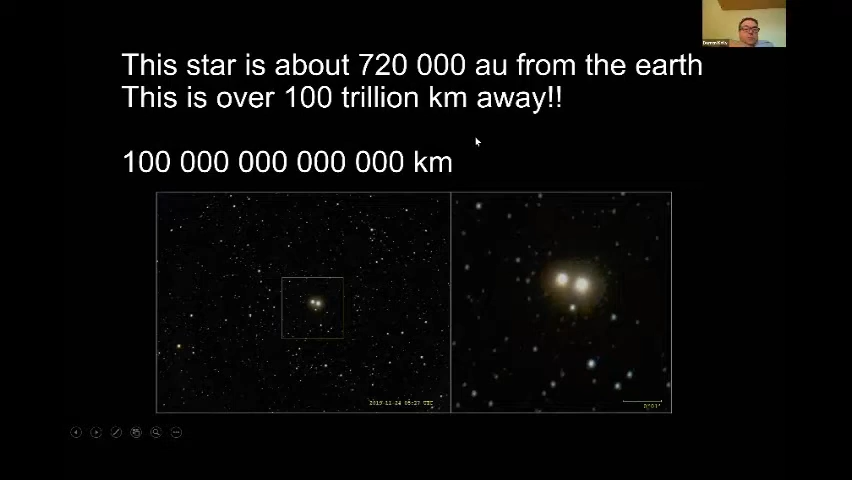 This star is about 720 000 au from the earth
This is over 100 trillion km away!!
100 000 000 000 000 km